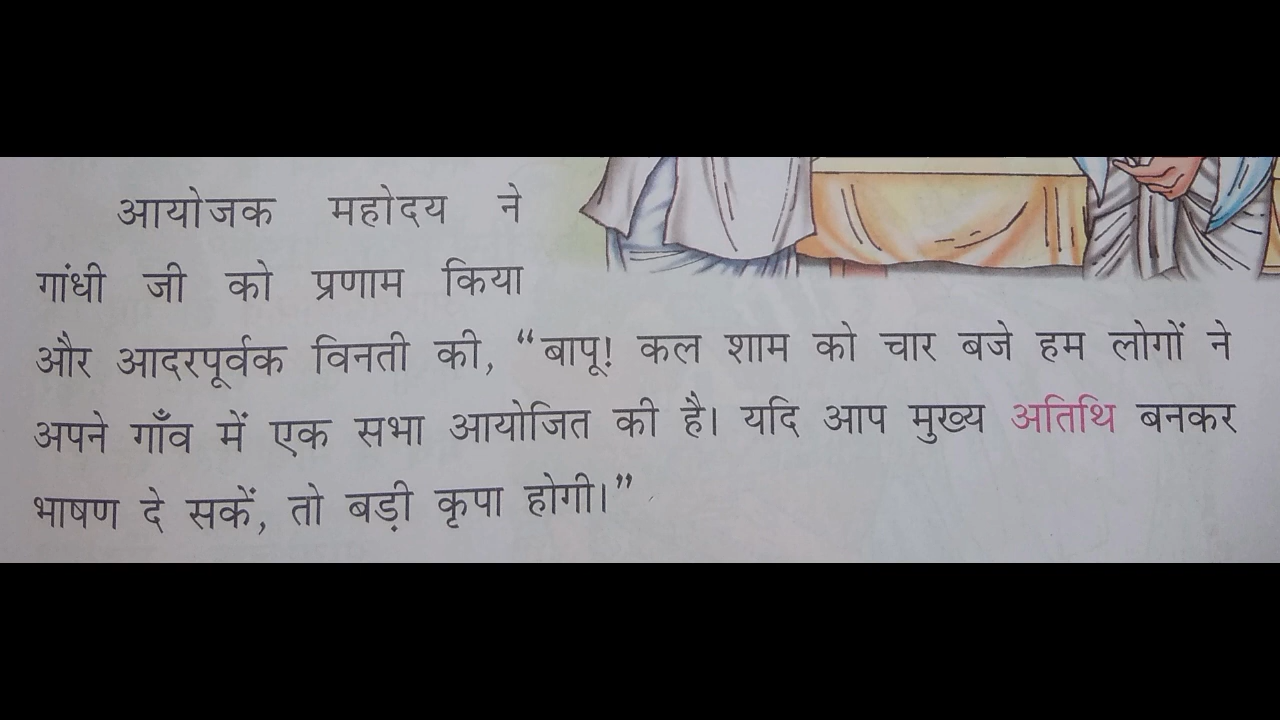 आयोजक महोदय ने
गांधी जी को प्रणाम किया
और आदरपूर्वक विनती की, “बापू! कल शाम को चार बजे हम लोगों ने
अपने गाँव में एक सभा आयोजित की है। यदि आप मुख्य अतिथि बनकर
भाषण दे सकें, तो बड़ी कृपा होगी।”